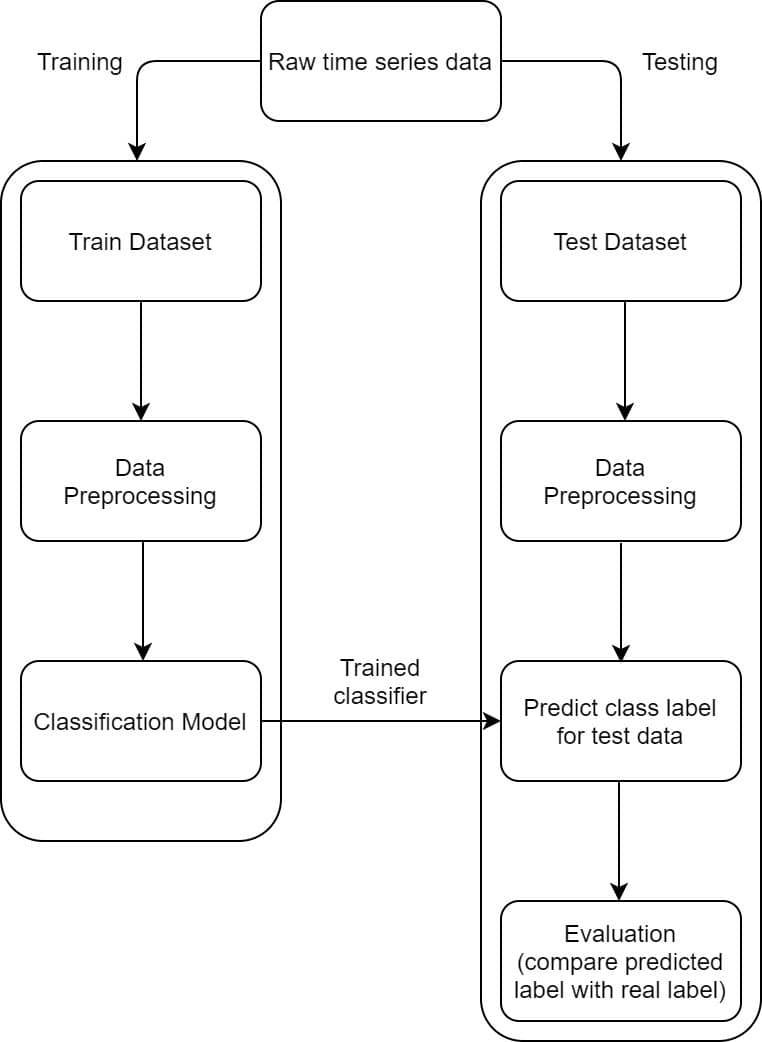 Training
Raw time series data
Testing
Train Dataset
Test Dataset
Data
Preprocessing
Data
Preprocessing
Trained
classifier
Classification Model
Predict class label
for test data
Evaluation
(compare predicted
label with real label)